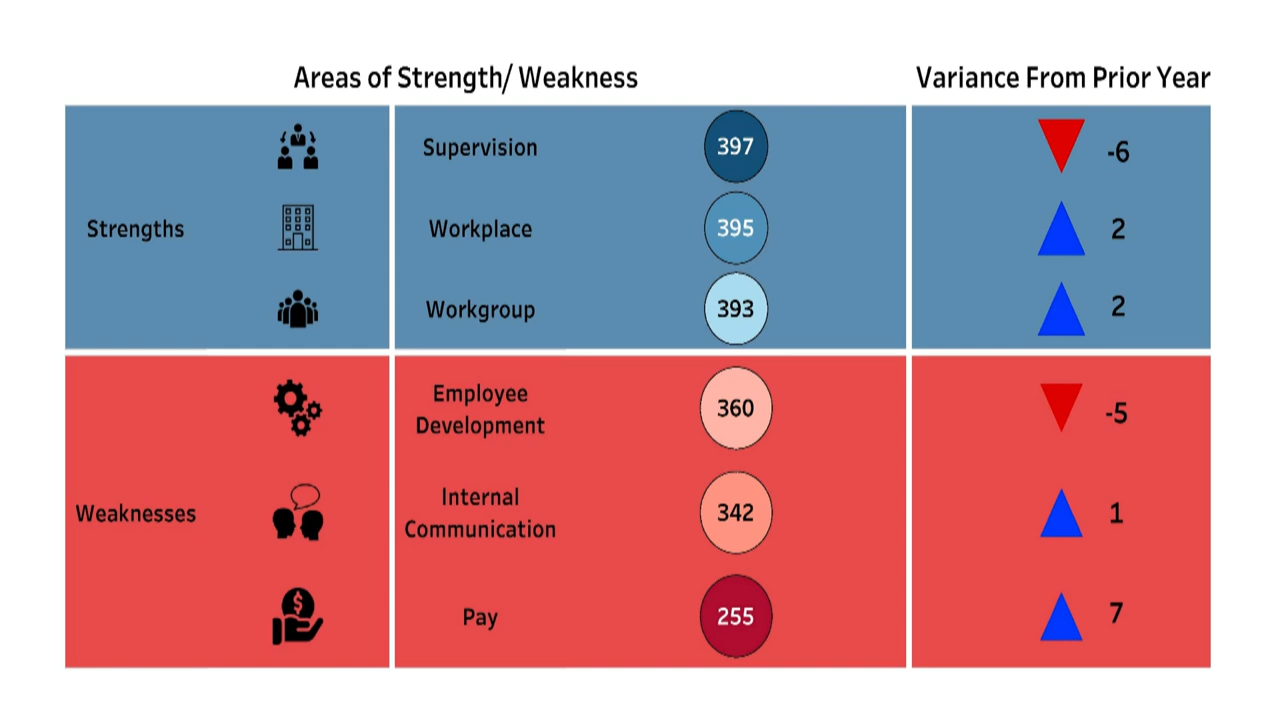 Areas of Strength/ Weakness
Variance From Prior Year
Strengths
Supervision
397
-6
Workplace
395
2
Workgroup
393
2
Weaknesses
Employee
Development
360
-5
Internal
Communication
342
1
$
Pay
255
7